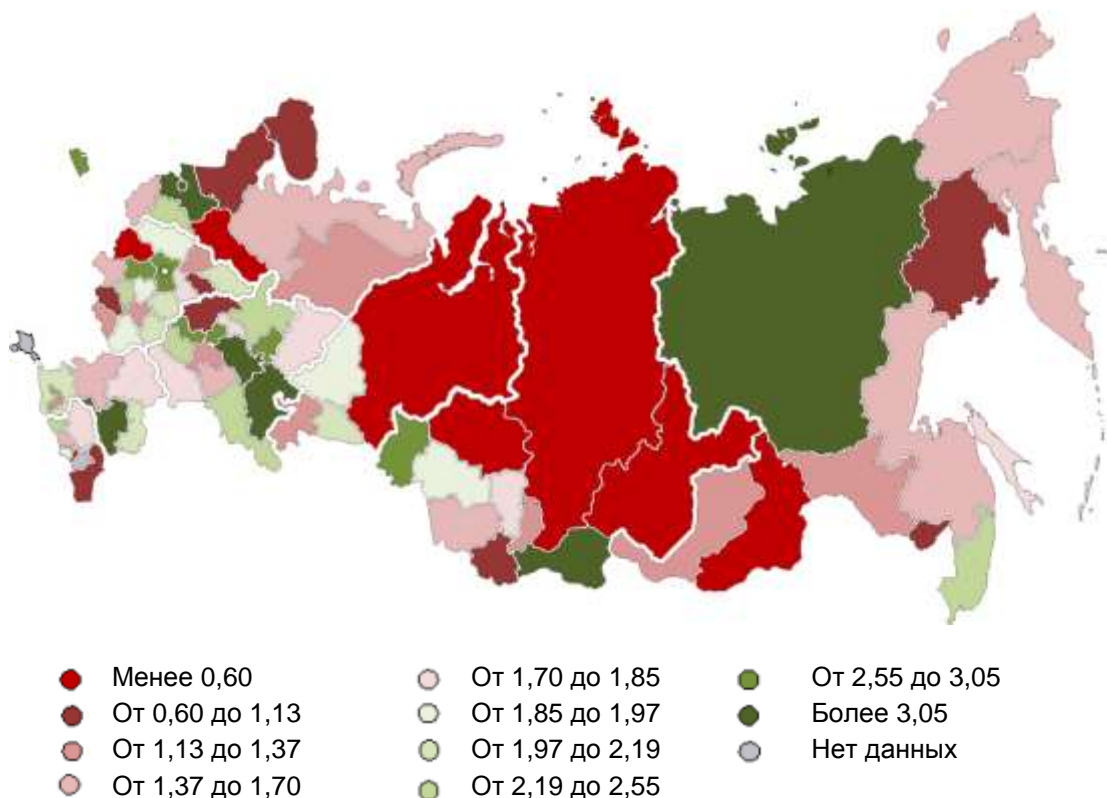 Менее 0,60
От 0,60 до 1,13
От 1,13 до 1,37
От 1,37 до 1,70
От 1,70 до 1,85
От 1,85 до 1,97
От 1,97 до 2,19
От 2,19 до 2,55
От 2,55 до 3,05
Более 3,05
Нет данных